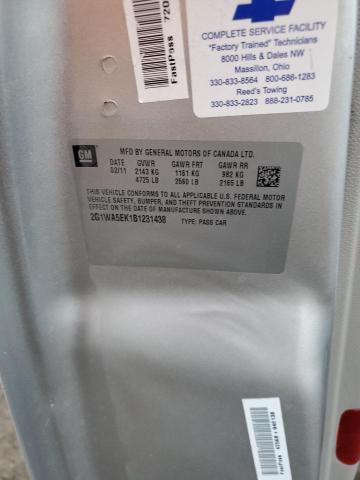 FastPass
720
COMPLETE SERVICE FACILITY
"Factory Trained" Technicians
8000 Hills & Dales NW
Massillon, Ohio
330-833-8564 800-686-1283
Reed's Towing
330-833-2823 888-231-0785
GM
MFD BY GENERAL MOTORS OF CANADA LTD.
DATE GVWR GAWR FRT GAWR RR
02/11 2143 KG 1161 KG 982 KG
4725 LB 2560 LB 2165 LB
THIS VEHICLE CONFORMS TO ALL APPLICABLE U.S. FEDERAL MOTOR
VEHICLE SAFETY, BUMPER, AND THEFT PREVENTION STANDARDS IN
EFFECT ON THE DATE OF MANUFACTURE SHOWN ABOVE.
2G1WA5EK1B1231438 TYPE: PASS CAR
FastPass